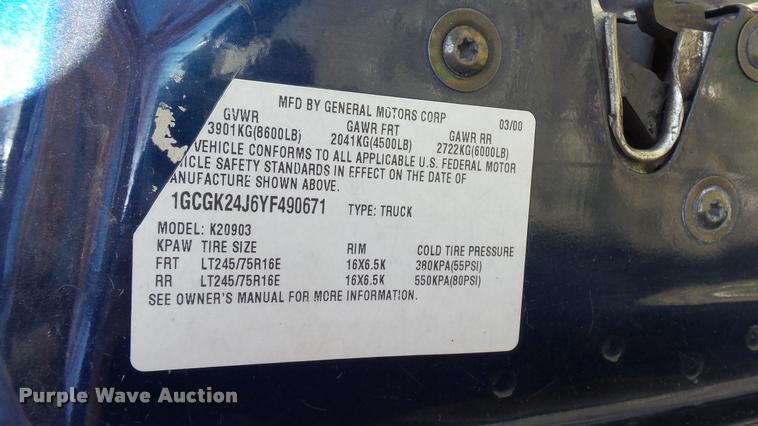 MFD BY GENERAL MOTORS CORP 03/00
GVWR GAWR FRT GAWR RR
3901KG(8600LB) 2041KG(4500LB) 2722KG(6000LB)
VEHICLE CONFORMS TO ALL APPLICABLE U.S. FEDERAL MOTOR
HICLE SAFETY STANDARDS IN EFFECT ON THE DATE OF
ANUFACTURE SHOWN ABOVE.
1GCGK24J6YF490671 TYPE: TRUCK
MODEL: K20903
KPAW TIRE SIZE RIM COLD TIRE PRESSURE
FRT LT245/75R16E 16X6.5K 380KPA(55PSI)
RR LT245/75R16E 16X6.5K 550KPA(80PSI)
SEE OWNER'S MANUAL FOR MORE INFORMATION.
Purple Wave Auction